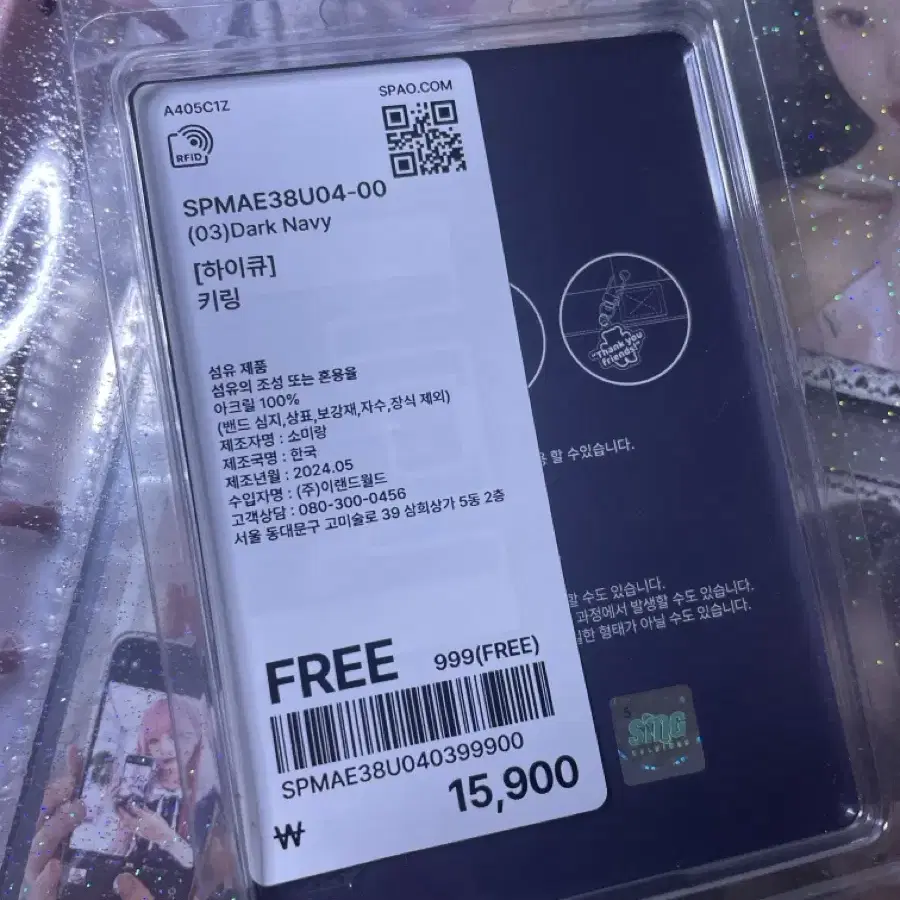 A405C1Z
SPAO.COM
RFID
SPMAE38U04-00
(03)Dark Navy
[하이큐]
키링
섬유 제품
섬유의 조성 또는 혼용율
아크릴 100%
(밴드 심지,상표,보강재,자수,장식 제외)
제조자명 : 소미랑
제조국명 : 한국
제조년월 : 2024.05
수입자명 : (주)이랜드월드
고객상담 : 080-300-0456
서울 동대문구 고미술로 39 삼희상가 5동 2층
FREE
999(FREE)
SPMAE38U040399900
₩
15,900
"Thank you
friends!"
할 수있습니다.
할 수도 있습니다.
과정에서 발생할 수도 있습니다.
형태가 아닐 수도 있습니다.
5
SMG